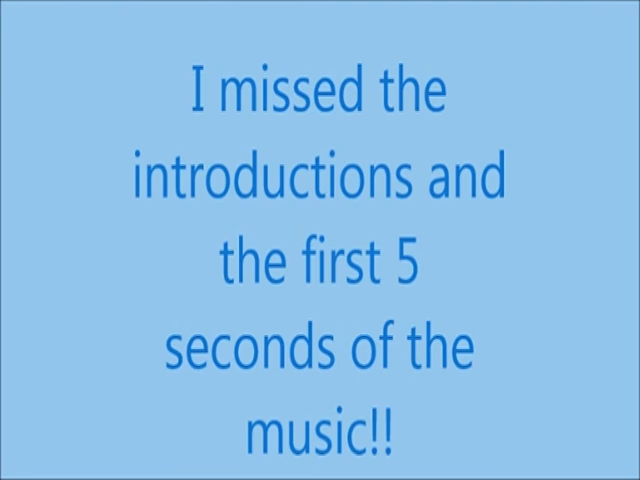 I missed the
introductions and
the first 5
seconds of the
music!!